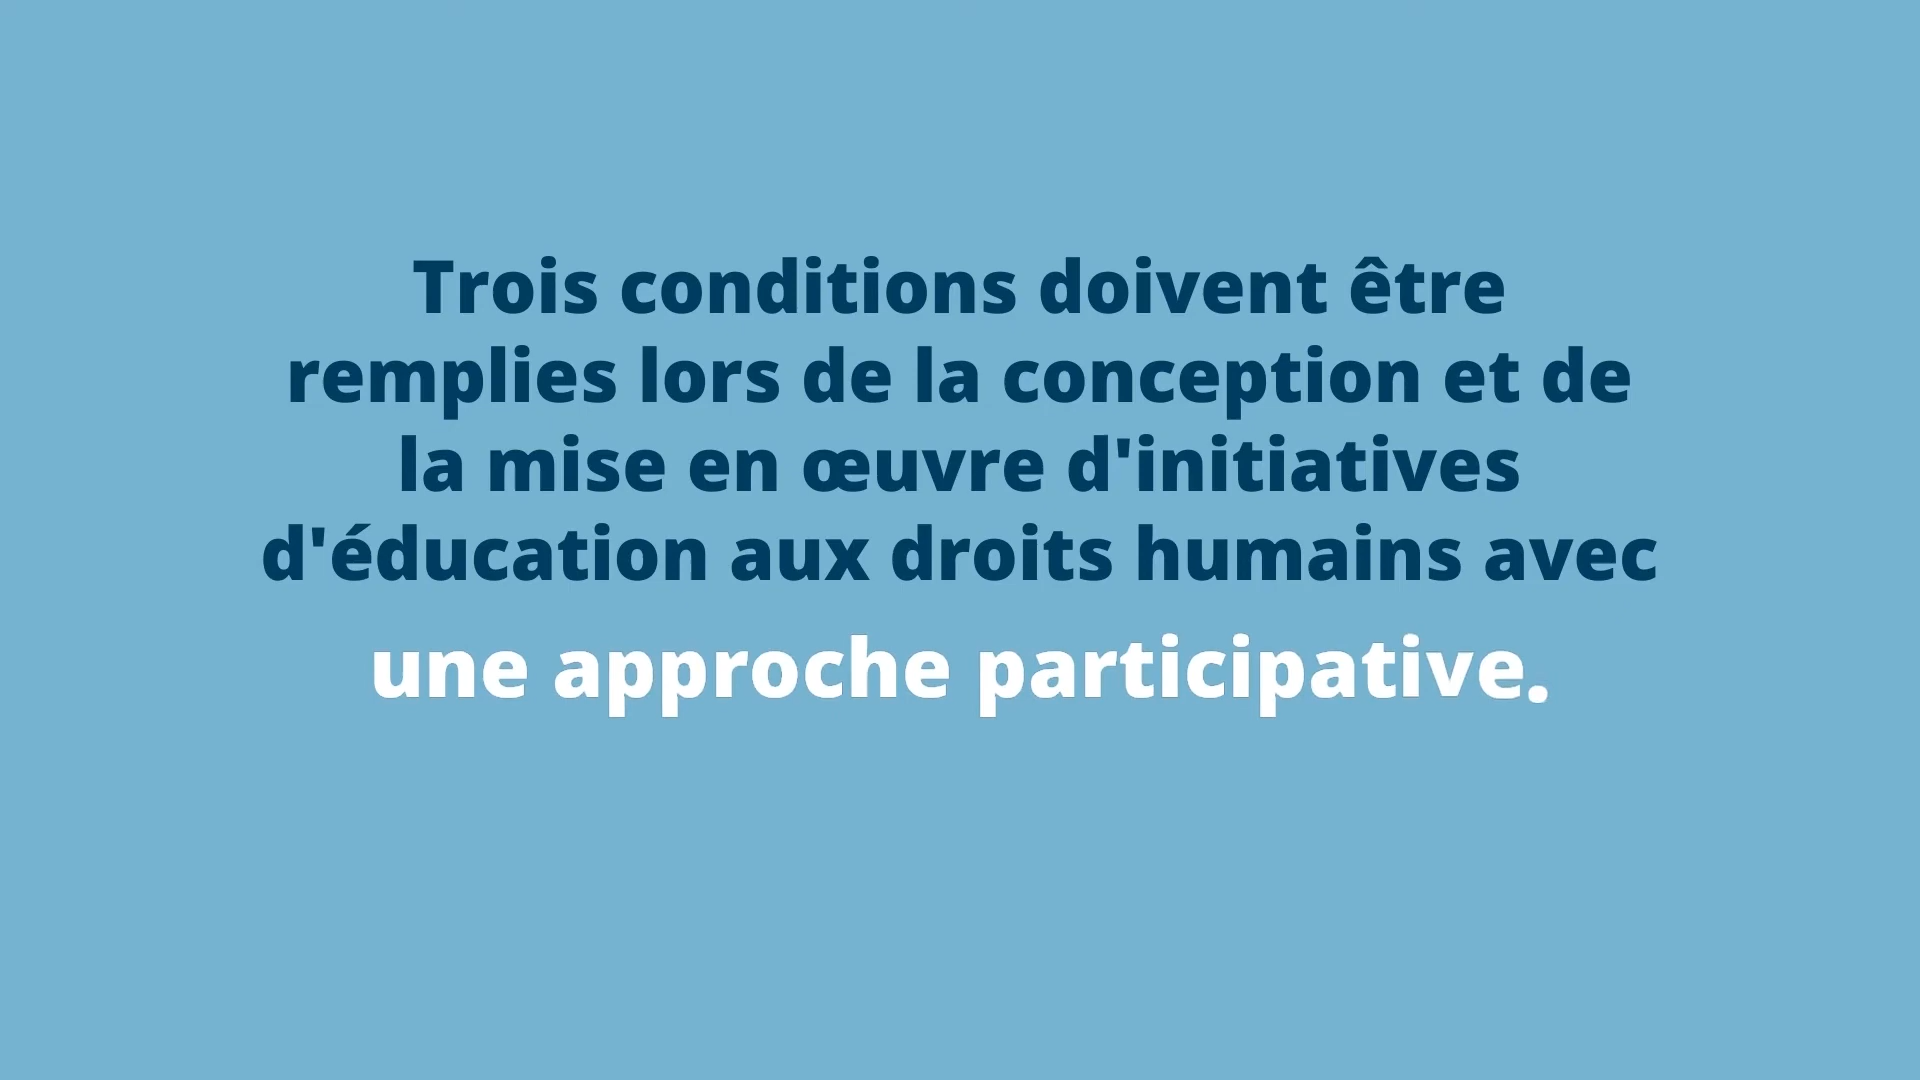 Trois conditions doivent être
remplies lors de la conception et de
la mise en œuvre d'initiatives
d'éducation aux droits humains avec
une approche participative.